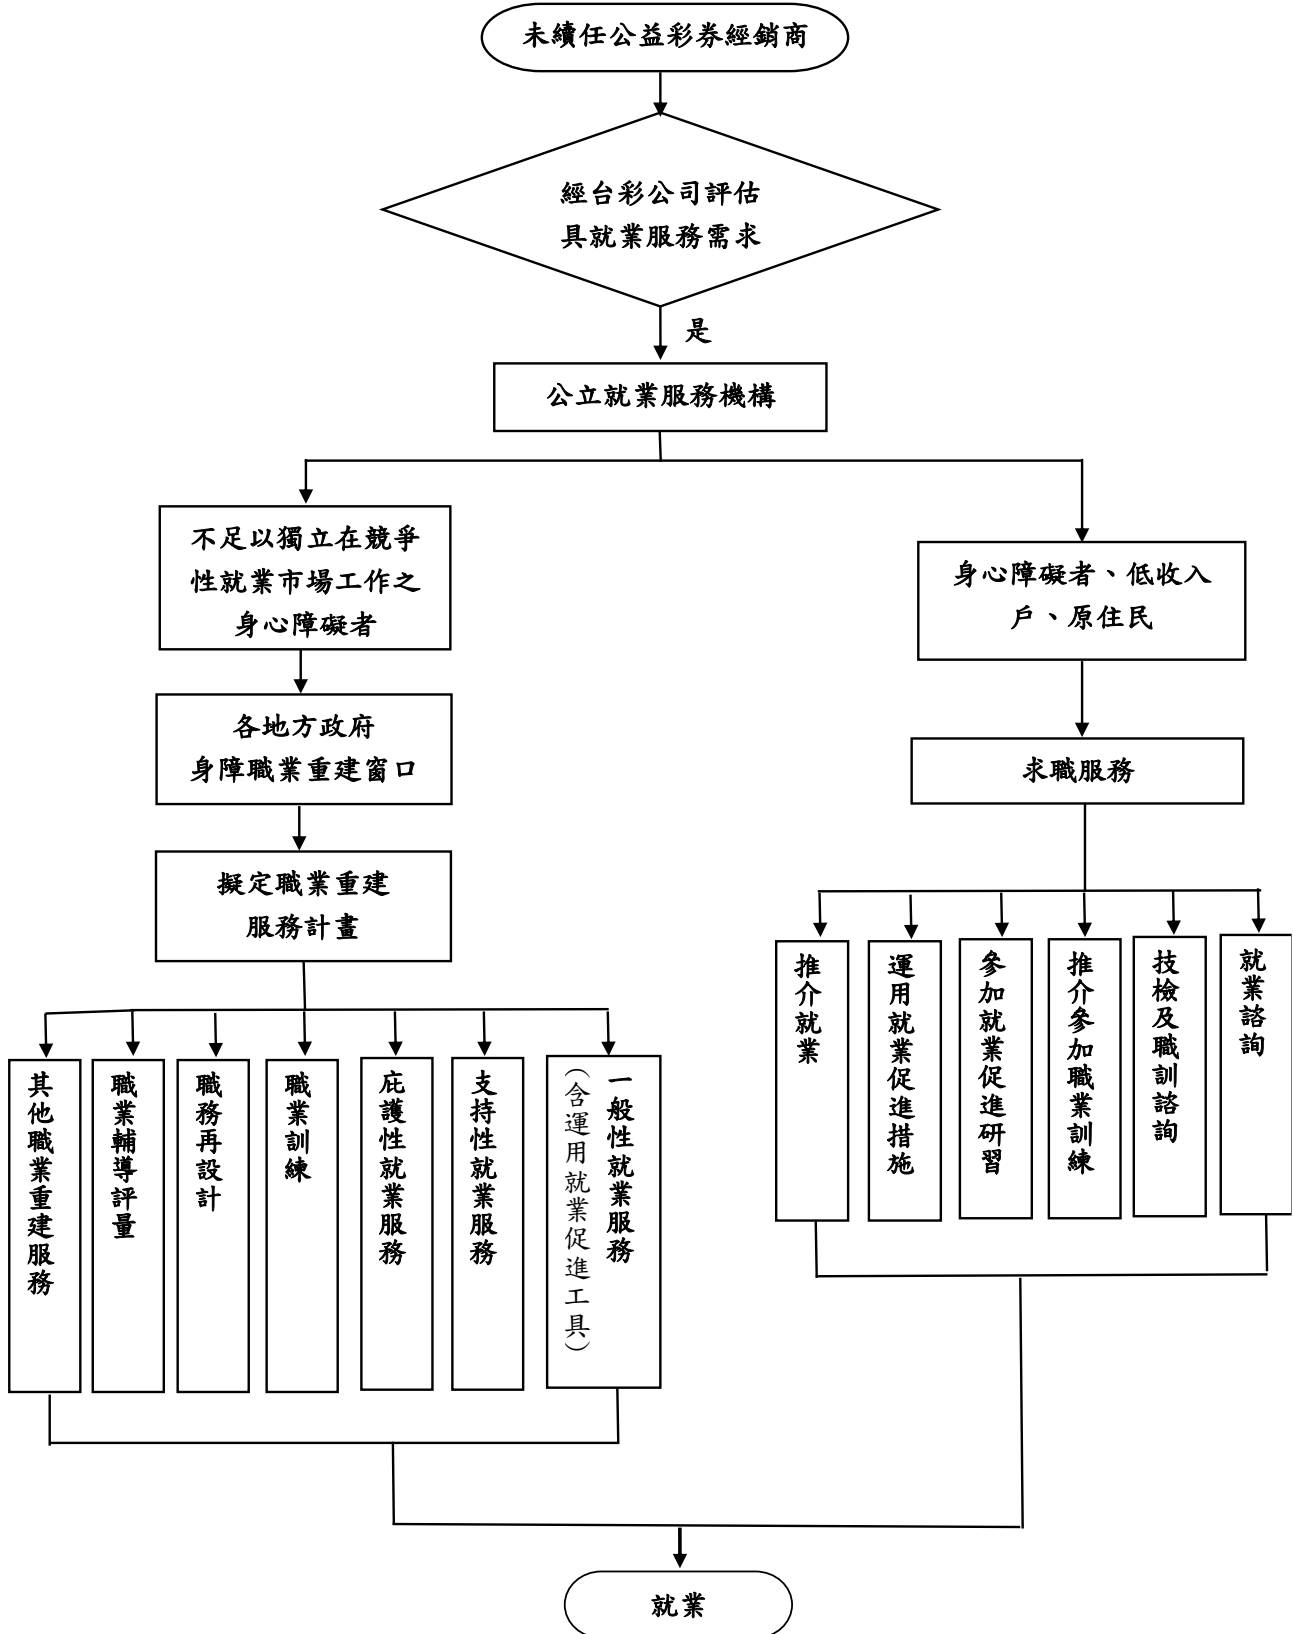 未續任公益彩券經銷商
經台彩公司評估
具就業服務需求
是
公立就業服務機構
不足以獨立在競爭
性就業市場工作之
身心障礙者
身心障礙者、低收入
戶、原住民
各地方政府
身障職業重建窗口
求職服務
擬定職業重建
服務計畫
其他職業重建服務
職業輔導評量
職務再設計
職業訓練
庇護性就業服務
支持性就業服務
一般性就業服務
（含運用就業促進工具）
推介就業
運用就業促進措施
參加就業促進研習
推介參加職業訓練
技檢及職訓諮詢
就業諮詢
就業